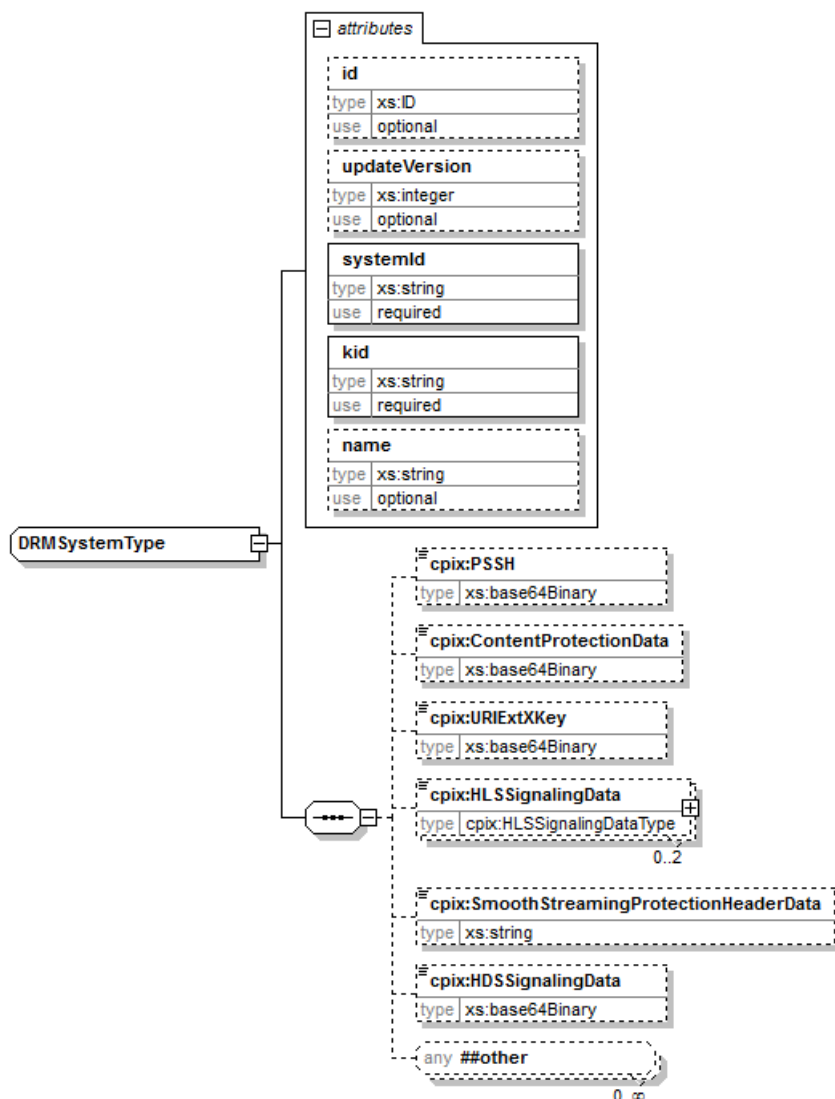 attributes
id
type xs:ID
use optional
updateVersion
type xs:integer
use optional
systemId
type xs:string
use required
kid
type xs:string
use required
name
type xs:string
use optional
DRMSystemType
cpix:PSSH
type xs:base64Binary
cpix:ContentProtectionData
type xs:base64Binary
cpix:URIExtXKey
type xs:base64Binary
cpix:HLSSignalingData
type cpix:HLSSignalingDataType
0..2
cpix:SmoothStreamingProtectionHeaderData
type xs:string
cpix:HDSSignalingData
type xs:base64Binary
any ##other
0..∞